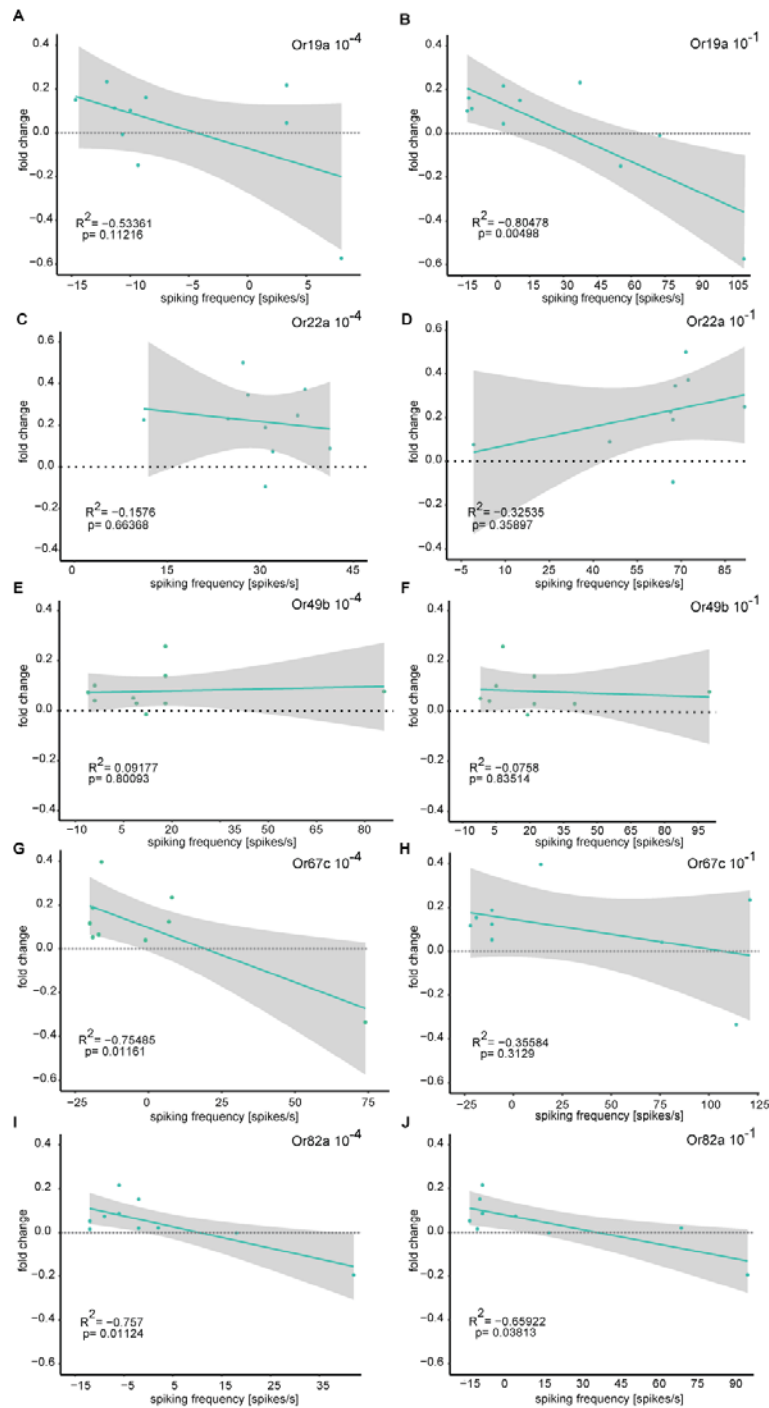 A
Or19a 10-4
0.4
0.2
0.0
−0.2
−0.4
−0.6
fold change
R2= −0.53361
p= 0.11216
−15 −10 −5 0 5
spiking frequency [spikes/s]
B
Or19a 10-1
0.4
0.2
0.0
−0.2
−0.4
−0.6
fold change
R2= −0.80478
p= 0.00498
−15 0 15 30 45 60 75 90 105
spiking frequency [spikes/s]
C
Or22a 10-4
0.4
0.2
0.0
−0.2
−0.4
fold change
R2= −0.1576
p= 0.66368
0 15 30 45
spiking frequency [spikes/s]
D
Or22a 10-1
0.4
0.2
0.0
−0.2
−0.4
fold change
R2= −0.32535
p= 0.35897
−5 10 25 40 55 70 85
spiking frequency [spikes/s]
E
Or49b 10-4
0.4
0.2
0.0
−0.2
−0.4
fold change
R2= 0.09177
p= 0.80093
−10 5 20 35 50 65 80
spiking frequency [spikes/s]
F
Or49b 10-1
0.4
0.2
0.0
−0.2
−0.4
fold change
R2= −0.0758
p= 0.83514
−10 5 20 35 50 65 80 95
spiking frequency [spikes/s]
G
Or67c 10-4
0.4
0.2
0.0
−0.2
−0.4
−0.6
fold change
R2= −0.75485
p= 0.01161
−25 0 25 50 75
spiking frequency [spikes/s]
H
Or67c 10-1
0.4
0.2
0.0
−0.2
−0.4
−0.6
fold change
R2= −0.35584
p= 0.3129
−25 0 25 50 75 100 125
spiking frequency [spikes/s]
I
Or82a 10-4
0.4
0.2
0.0
−0.2
−0.4
−0.6
fold change
R2= −0.757
p= 0.01124
−15 −5 5 15 25 35
spiking frequency [spikes/s]
J
Or82a 10-1
0.4
0.2
0.0
−0.2
−0.4
−0.6
fold change
R2= −0.65922
p= 0.03813
−15 0 15 30 45 60 75 90
spiking frequency [spikes/s]